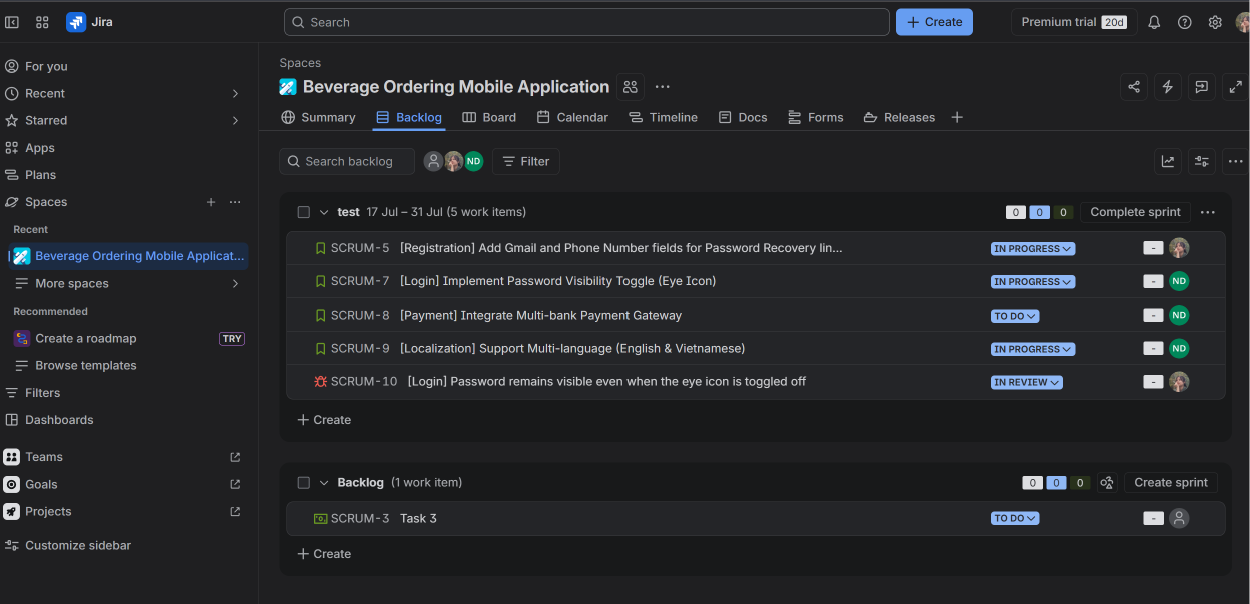 Jira
Search
Create
Premium trial 20d
For you
Recent
Starred
Apps
Plans
Spaces
Recent
Beverage Ordering Mobile Applicat...
More spaces
Recommended
Create a roadmap TRY
Browse templates
Filters
Dashboards
Teams
Goals
Projects
Customize sidebar
Spaces
Beverage Ordering Mobile Application
Summary Backlog Board Calendar Timeline Docs Forms Releases
Search backlog ND Filter
test 17 Jul – 31 Jul (5 work items) 0 0 0 Complete sprint
SCRUM-5 [Registration] Add Gmail and Phone Number fields for Password Recovery lin... IN PROGRESS -
SCRUM-7 [Login] Implement Password Visibility Toggle (Eye Icon) IN PROGRESS - ND
SCRUM-8 [Payment] Integrate Multi-bank Payment Gateway TO DO - ND
SCRUM-9 [Localization] Support Multi-language (English & Vietnamese) IN PROGRESS - ND
SCRUM-10 [Login] Password remains visible even when the eye icon is toggled off IN REVIEW -
Create
Backlog (1 work item) 0 0 0 Create sprint
SCRUM-3 Task 3 TO DO -
Create